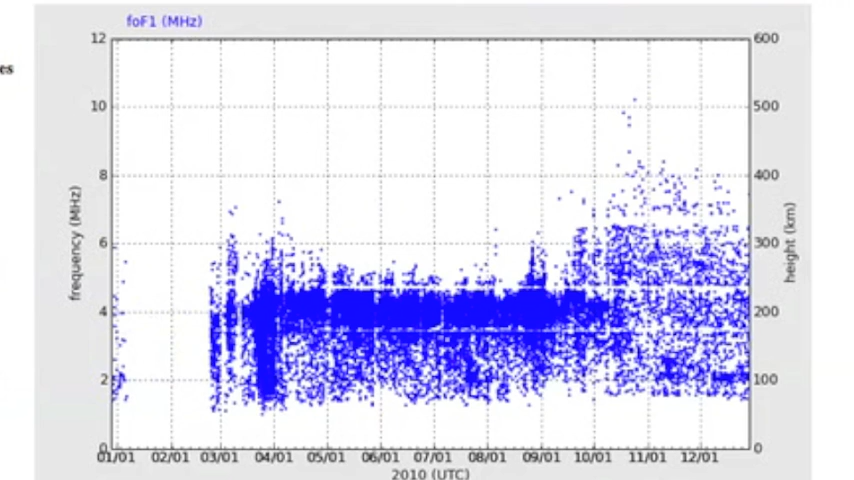 foF1 (MHz)
es
12
10
8
6
4
2
0
frequency (MHz)
600
500
400
300
200
100
0
height (km)
01/01 02/01 03/01 04/01 05/01 06/01 07/01 08/01 09/01 10/01 11/01 12/01
2010 (UTC)